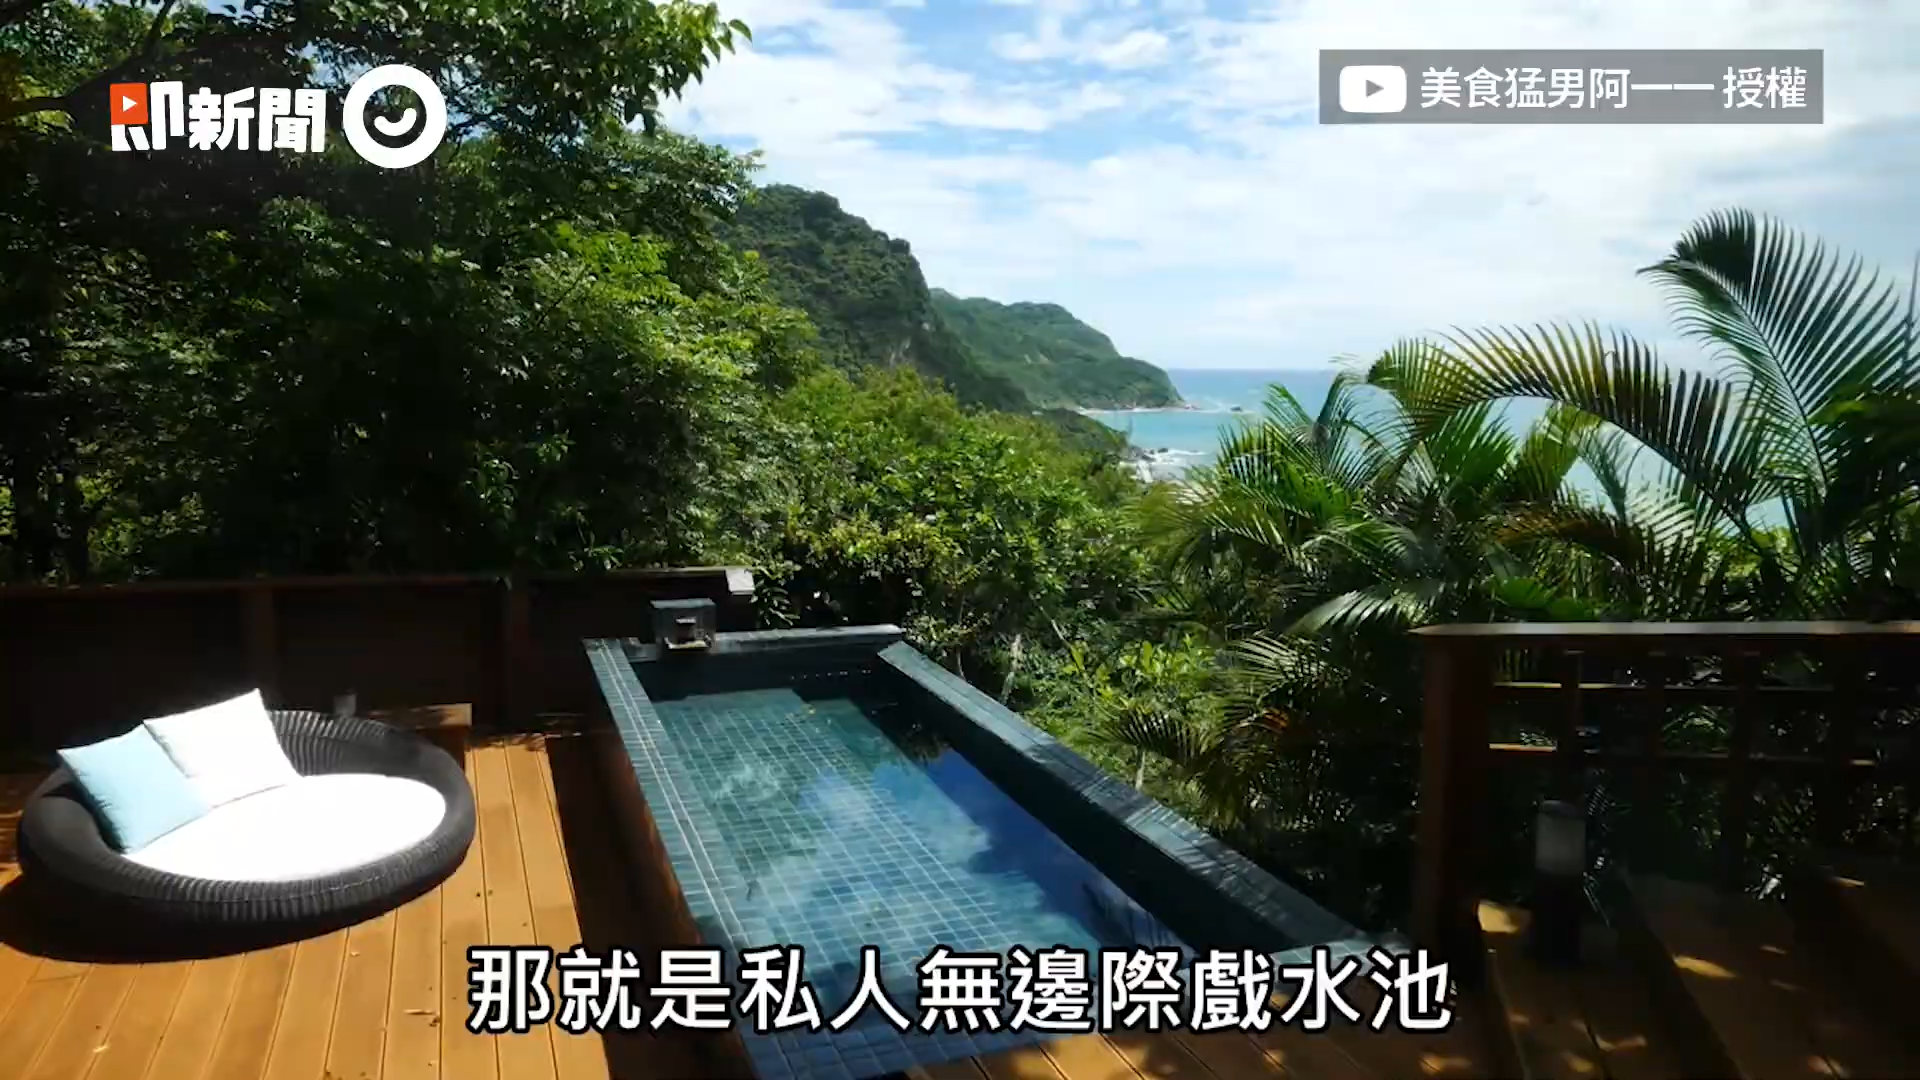 即新聞
美食猛男阿一一 授權
那就是私人無邊際戲水池